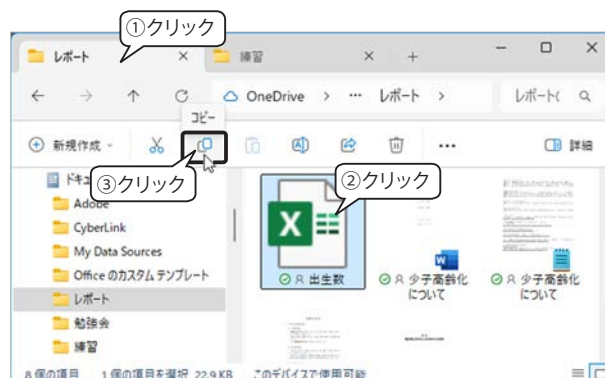 ①クリック
レポート × 練習 × + − □ ×
OneDrive > … レポート > レポート(
コピー
新規作成 … 詳細
ドキュ
③クリック
②クリック
Adobe
CyberLink
My Data Sources
Office のカスタム テンプレート
レポート
勉強会
練習
出生数
少子高齢化
について
少子高齢化
について
8 個の項目 1 個の項目を選択 22.9 KB このデバイスで使用可能